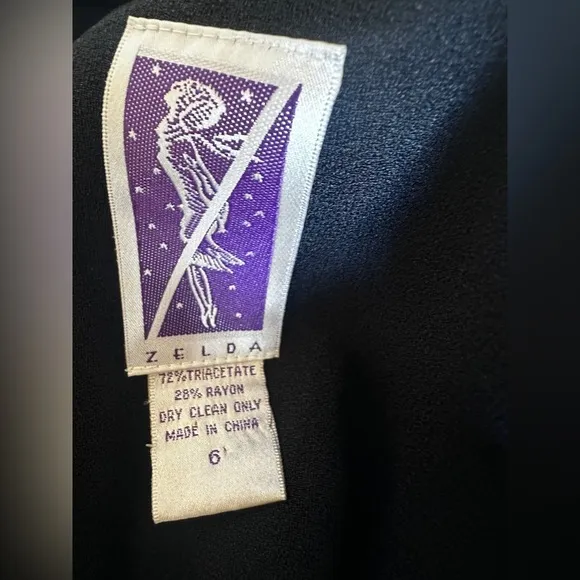 ZELDA
72% TRIACETATE
28% RAYON
DRY CLEAN ONLY
MADE IN CHINA
6